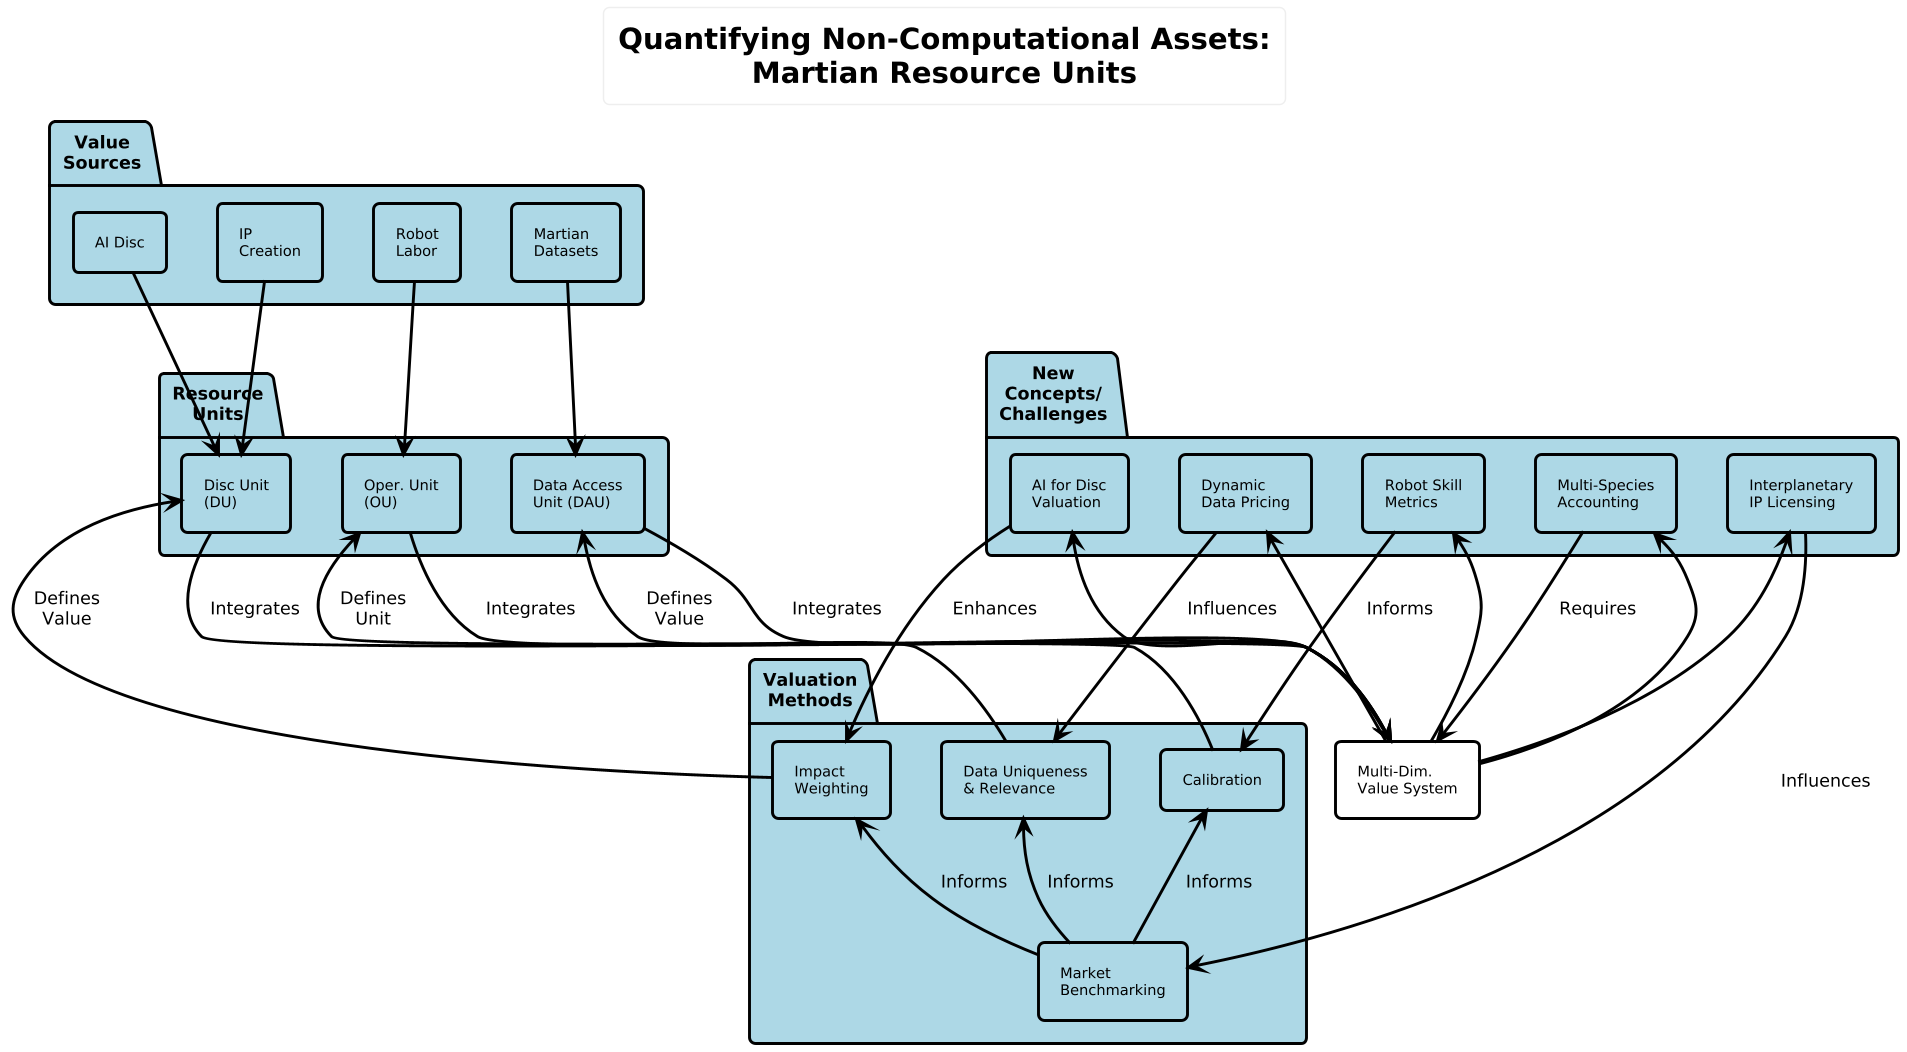 Quantifying Non-Computational Assets:
Martian Resource Units
Value
Sources
AI Disc
IP
Creation
Robot
Labor
Martian
Datasets
Resource
Units
Disc Unit
(DU)
Oper. Unit
(OU)
Data Access
Unit (DAU)
New
Concepts/
Challenges
AI for Disc
Valuation
Dynamic
Data Pricing
Robot Skill
Metrics
Multi-Species
Accounting
Interplanetary
IP Licensing
Defines
Value
Integrates
Defines
Unit
Integrates
Defines
Value
Integrates
Enhances
Influences
Informs
Requires
Valuation
Methods
Impact
Weighting
Data Uniqueness
& Relevance
Calibration
Multi-Dim.
Value System
Influences
Informs
Informs
Informs
Market
Benchmarking